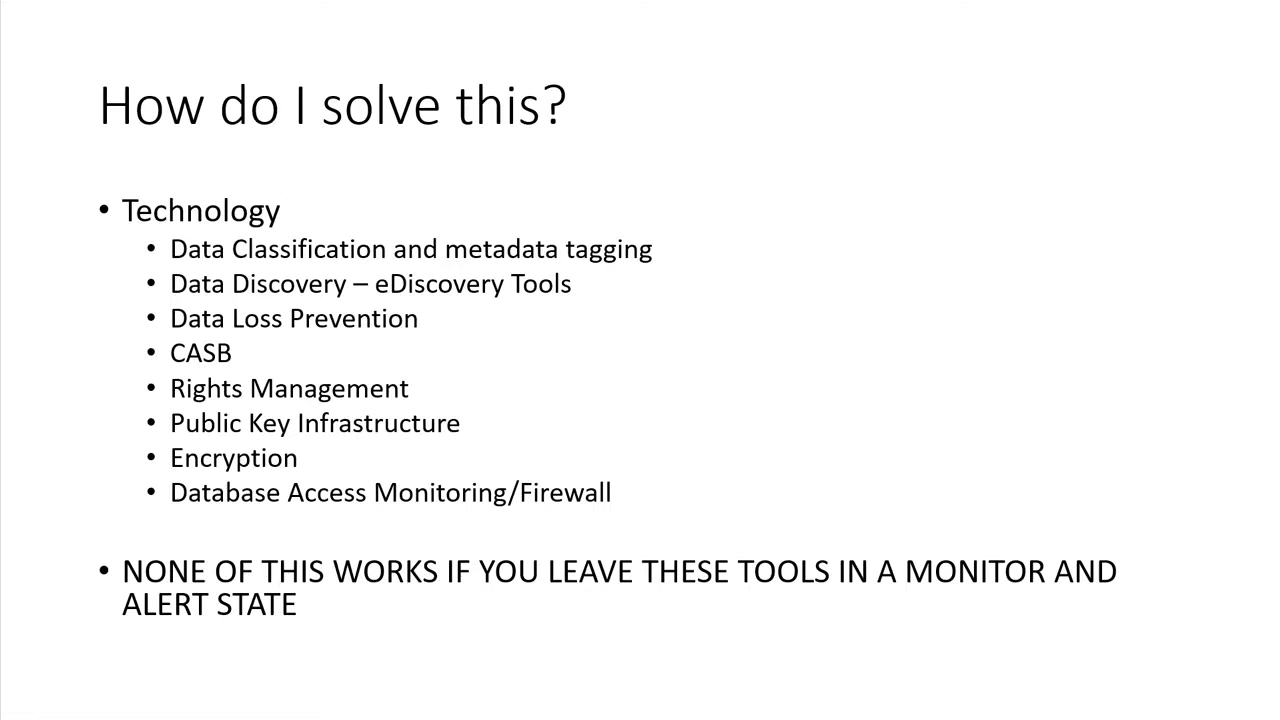 How do I solve this?
• Technology
• Data Classification and metadata tagging
• Data Discovery – eDiscovery Tools
• Data Loss Prevention
• CASB
• Rights Management
• Public Key Infrastructure
• Encryption
• Database Access Monitoring/Firewall
• NONE OF THIS WORKS IF YOU LEAVE THESE TOOLS IN A MONITOR AND
ALERT STATE